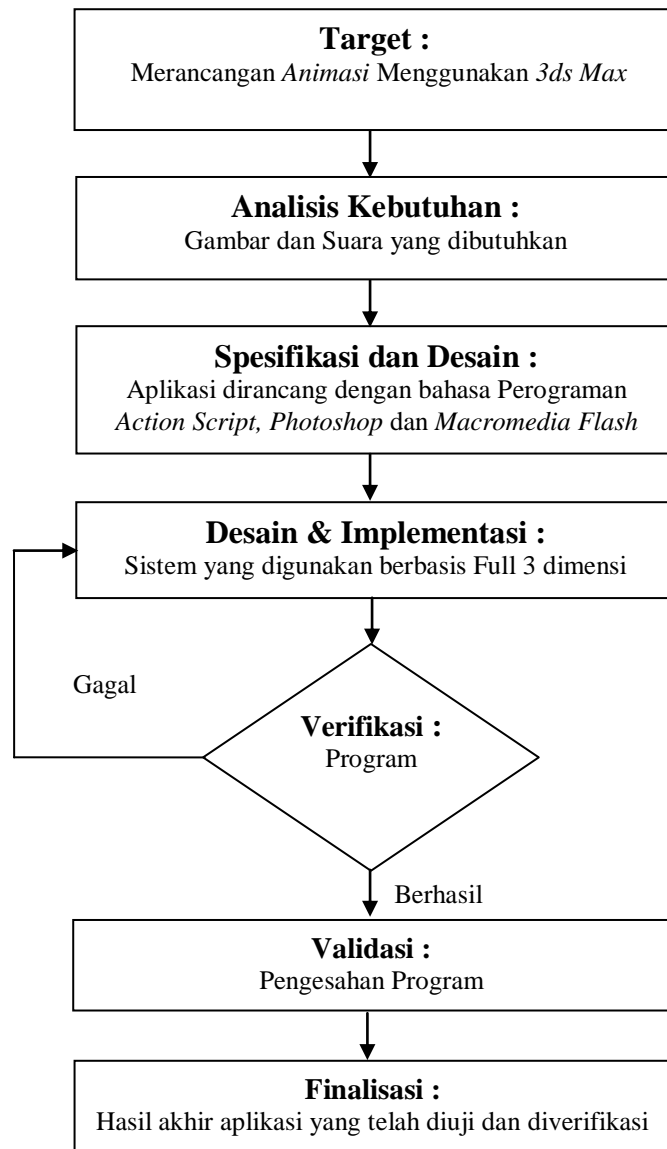 Target :
Merancangan Animasi Menggunakan 3ds Max
Analisis Kebutuhan :
Gambar dan Suara yang dibutuhkan
Spesifikasi dan Desain :
Aplikasi dirancang dengan bahasa Perograman
Action Script, Photoshop dan Macromedia Flash
Desain & Implementasi :
Sistem yang digunakan berbasis Full 3 dimensi
Gagal
Verifikasi :
Program
Berhasil
Validasi :
Pengesahan Program
Finalisasi :
Hasil akhir aplikasi yang telah diuji dan diverifikasi